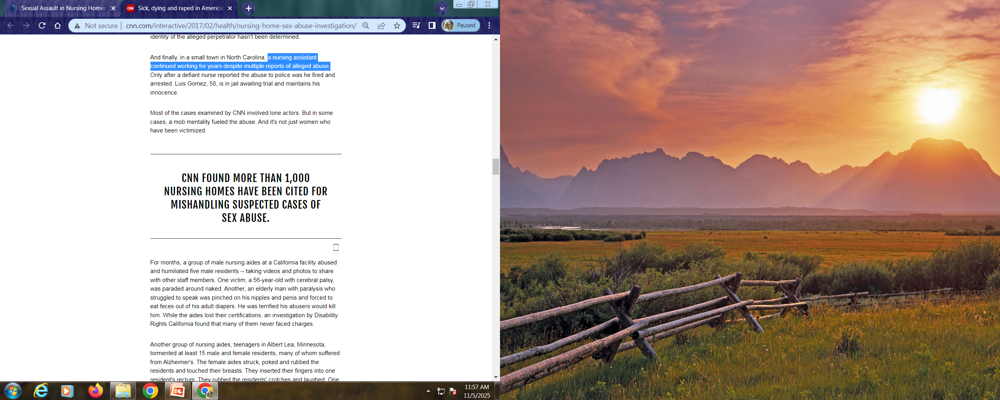 Sexual Assault in Nursing Homes
Sick, dying and raped in America
Not secure
cnn.com/interactive/2017/02/health/nursing-home-sex-abuse-investigation/
Paused
identity of the alleged perpetrator hasn't been determined.
And finally, in a small town in North Carolina, a nursing assistant
continued working for years despite multiple reports of alleged abuse.
Only after a defiant nurse reported the abuse to police was he fired and
arrested. Luis Gomez, 58, is in jail awaiting trial and maintains his
innocence.
Most of the cases examined by CNN involved lone actors. But in some
cases, a mob mentality fueled the abuse. And it's not just women who
have been victimized.
CNN FOUND MORE THAN 1,000
NURSING HOMES HAVE BEEN CITED FOR
MISHANDLING SUSPECTED CASES OF
SEX ABUSE.
For months, a group of male nursing aides at a California facility abused
and humiliated five male residents -- taking videos and photos to share
with other staff members. One victim, a 56-year-old with cerebral palsy,
was paraded around naked. Another, an elderly man with paralysis who
struggled to speak was pinched on his nipples and penis and forced to
eat feces out of his adult diapers. He was terrified his abusers would kill
him. While the aides lost their certifications, an investigation by Disability
Rights California found that many of them never faced charges.
Another group of nursing aides, teenagers in Albert Lea, Minnesota,
tormented at least 15 male and female residents, many of whom suffered
from Alzheimer's. The female aides struck, poked and rubbed the
residents and touched their breasts. They inserted their fingers into one
resident's rectum. They rubbed the residents' crotches and laughed. One
11:57 AM
11/5/2025